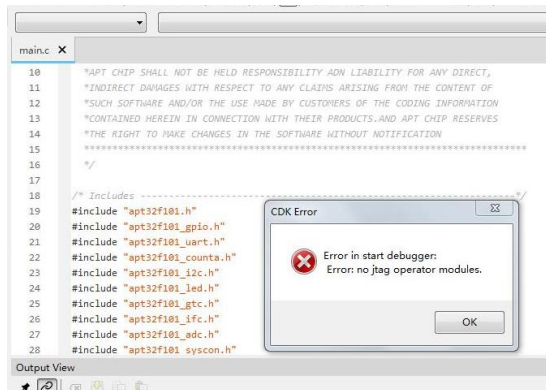 main.c X
10 *APT CHIP SHALL NOT BE HELD RESPONSIBILITY ADN LIABILITY FOR ANY DIRECT,
11 *INDIRECT DAMAGES WITH RESPECT TO ANY CLAIMS ARISING FROM THE CONTENT OF
12 *SUCH SOFTWARE AND/OR THE USE MADE BY CUSTOMERS OF THE CODING INFORMATION
13 *CONTAINED HEREIN IN CONNECTION WITH THEIR PRODUCTS.AND APT CHIP RESERVES
14 *THE RIGHT TO MAKE CHANGES IN THE SOFTWARE WITHOUT NOTIFICATION
15 ******************************************************************************
16 */
17
18 /* Includes ---------------------------------------------------------------*/
19 #include "apt32f101.h"
20 #include "apt32f101_gpio.h"
21 #include "apt32f101_uart.h"
22 #include "apt32f101_counta.h"
23 #include "apt32f101_i2c.h"
24 #include "apt32f101_led.h"
25 #include "apt32f101_gtc.h"
26 #include "apt32f101_ifc.h"
27 #include "apt32f101_adc.h"
28 #include "apt32f101_syscon.h"
CDK Error
Error in start debugger:
Error: no jtag operator modules.
OK
Output View